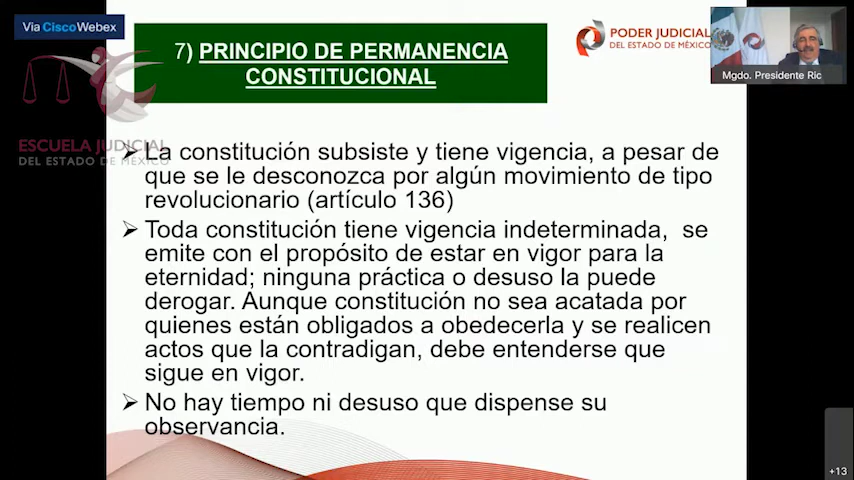 Vía CiscoWebex
7) PRINCIPIO DE PERMANENCIA
CONSTITUCIONAL
PODER JUDICIAL
DEL ESTADO DE MÉXICO
Mgdo. Presidente Ric
ESCUELA JUDICIAL
DEL ESTADO DE MÉXICO
➢ La constitución subsiste y tiene vigencia, a pesar de
que se le desconozca por algún movimiento de tipo
revolucionario (artículo 136)
➢ Toda constitución tiene vigencia indeterminada, se
emite con el propósito de estar en vigor para la
eternidad; ninguna práctica o desuso la puede
derogar. Aunque constitución no sea acatada por
quienes están obligados a obedecerla y se realicen
actos que la contradigan, debe entenderse que
sigue en vigor.
➢ No hay tiempo ni desuso que dispense su
observancia.
+13